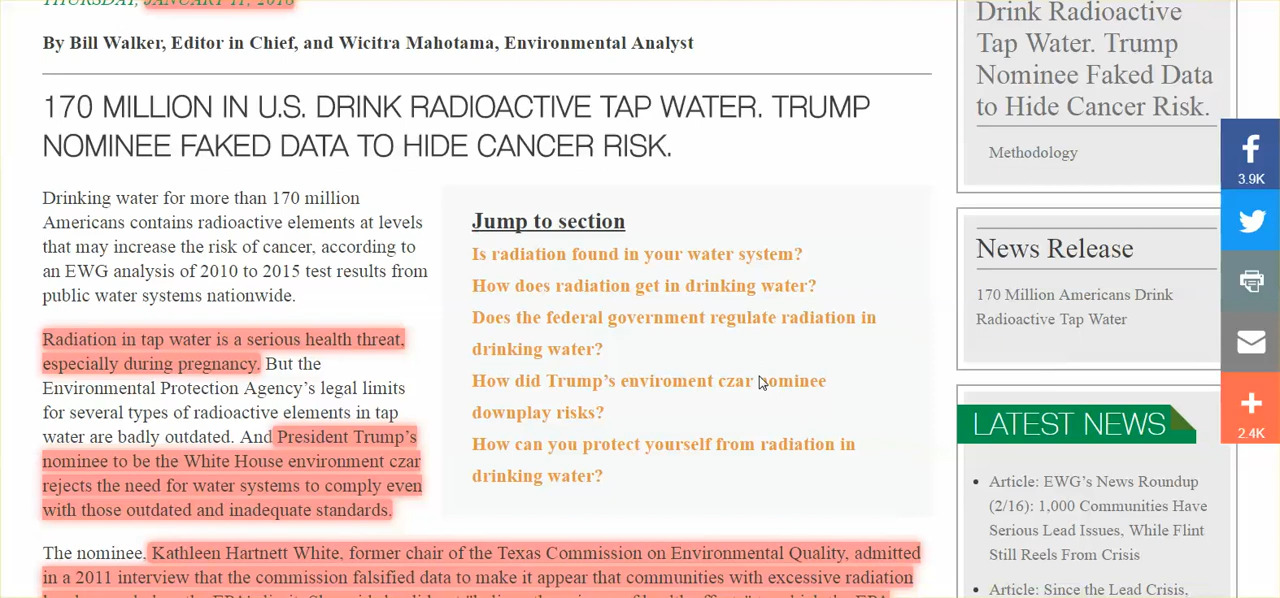 THURSDAY, JANUARY 11, 2018
By Bill Walker, Editor in Chief, and Wicitra Mahotama, Environmental Analyst
170 MILLION IN U.S. DRINK RADIOACTIVE TAP WATER. TRUMP
NOMINEE FAKED DATA TO HIDE CANCER RISK.
Drinking water for more than 170 million
Americans contains radioactive elements at levels
that may increase the risk of cancer, according to
an EWG analysis of 2010 to 2015 test results from
public water systems nationwide.
Radiation in tap water is a serious health threat,
especially during pregnancy. But the
Environmental Protection Agency’s legal limits
for several types of radioactive elements in tap
water are badly outdated. And President Trump’s
nominee to be the White House environment czar
rejects the need for water systems to comply even
with those outdated and inadequate standards.
The nominee, Kathleen Hartnett White, former chair of the Texas Commission on Environmental Quality, admitted
in a 2011 interview that the commission falsified data to make it appear that communities with excessive radiation
Jump to section
Is radiation found in your water system?
How does radiation get in drinking water?
Does the federal government regulate radiation in
drinking water?
How did Trump’s enviroment czar nominee
downplay risks?
How can you protect yourself from radiation in
drinking water?
Drink Radioactive
Tap Water. Trump
Nominee Faked Data
to Hide Cancer Risk.
Methodology
News Release
170 Million Americans Drink
Radioactive Tap Water
LATEST NEWS
Article: EWG’s News Roundup
(2/16): 1,000 Communities Have
Serious Lead Issues, While Flint
Still Reels From Crisis
Article: Since the Lead Crisis,
3.9K
2.4K